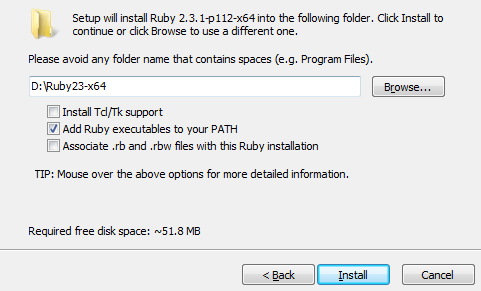 Setup will install Ruby 2.3.1-p112-x64 into the following folder. Click Install to
continue or click Browse to use a different one.
Please avoid any folder name that contains spaces (e.g. Program Files).
D:\Ruby23-x64
Browse...
Install Tcl/Tk support
Add Ruby executables to your PATH
Associate .rb and .rbw files with this Ruby installation
TIP: Mouse over the above options for more detailed information.
Required free disk space: ~51.8 MB
< Back
Install
Cancel